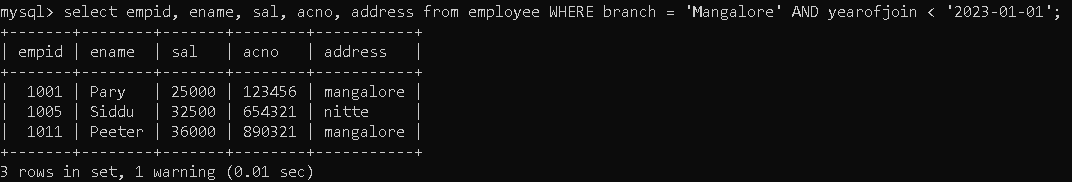 mysql> select empid, ename, sal, acno, address from employee WHERE branch = 'Mangalore' AND yearofjoin < '2023-01-01';
+-------+--------+-------+--------+-----------+
| empid | ename  | sal   | acno   | address   |
+-------+--------+-------+--------+-----------+
|  1001 | Pary   | 25000 | 123456 | mangalore |
|  1005 | Siddu  | 32500 | 654321 | nitte     |
|  1011 | Peeter | 36000 | 890321 | mangalore |
+-------+--------+-------+--------+-----------+
3 rows in set, 1 warning (0.01 sec)